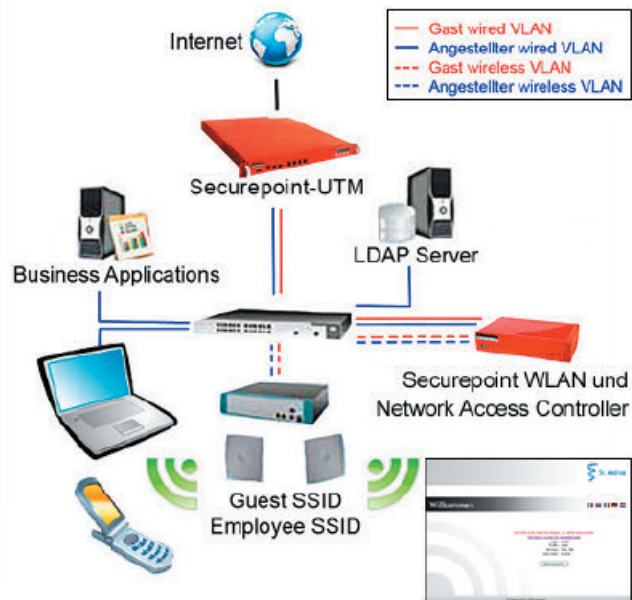 Internet
Gast wired VLAN
Angestellter wired VLAN
Gast wireless VLAN
Angestellter wireless VLAN
Securepoint-UTM
LDAP Server
Business Applications
Securepoint WLAN und
Network Access Controller
Guest SSID
Employee SSID
Willkommen